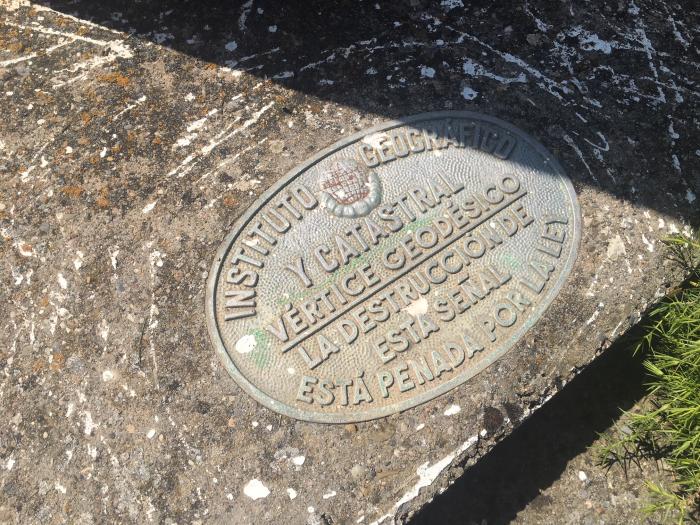 INSTITUTO GEOGRÁFICO
Y CATASTRAL
VÉRTICE GEODÉSICO
LA DESTRUCCIÓN DE
ESTA SEÑAL
ESTÁ PENADA POR LA LEY